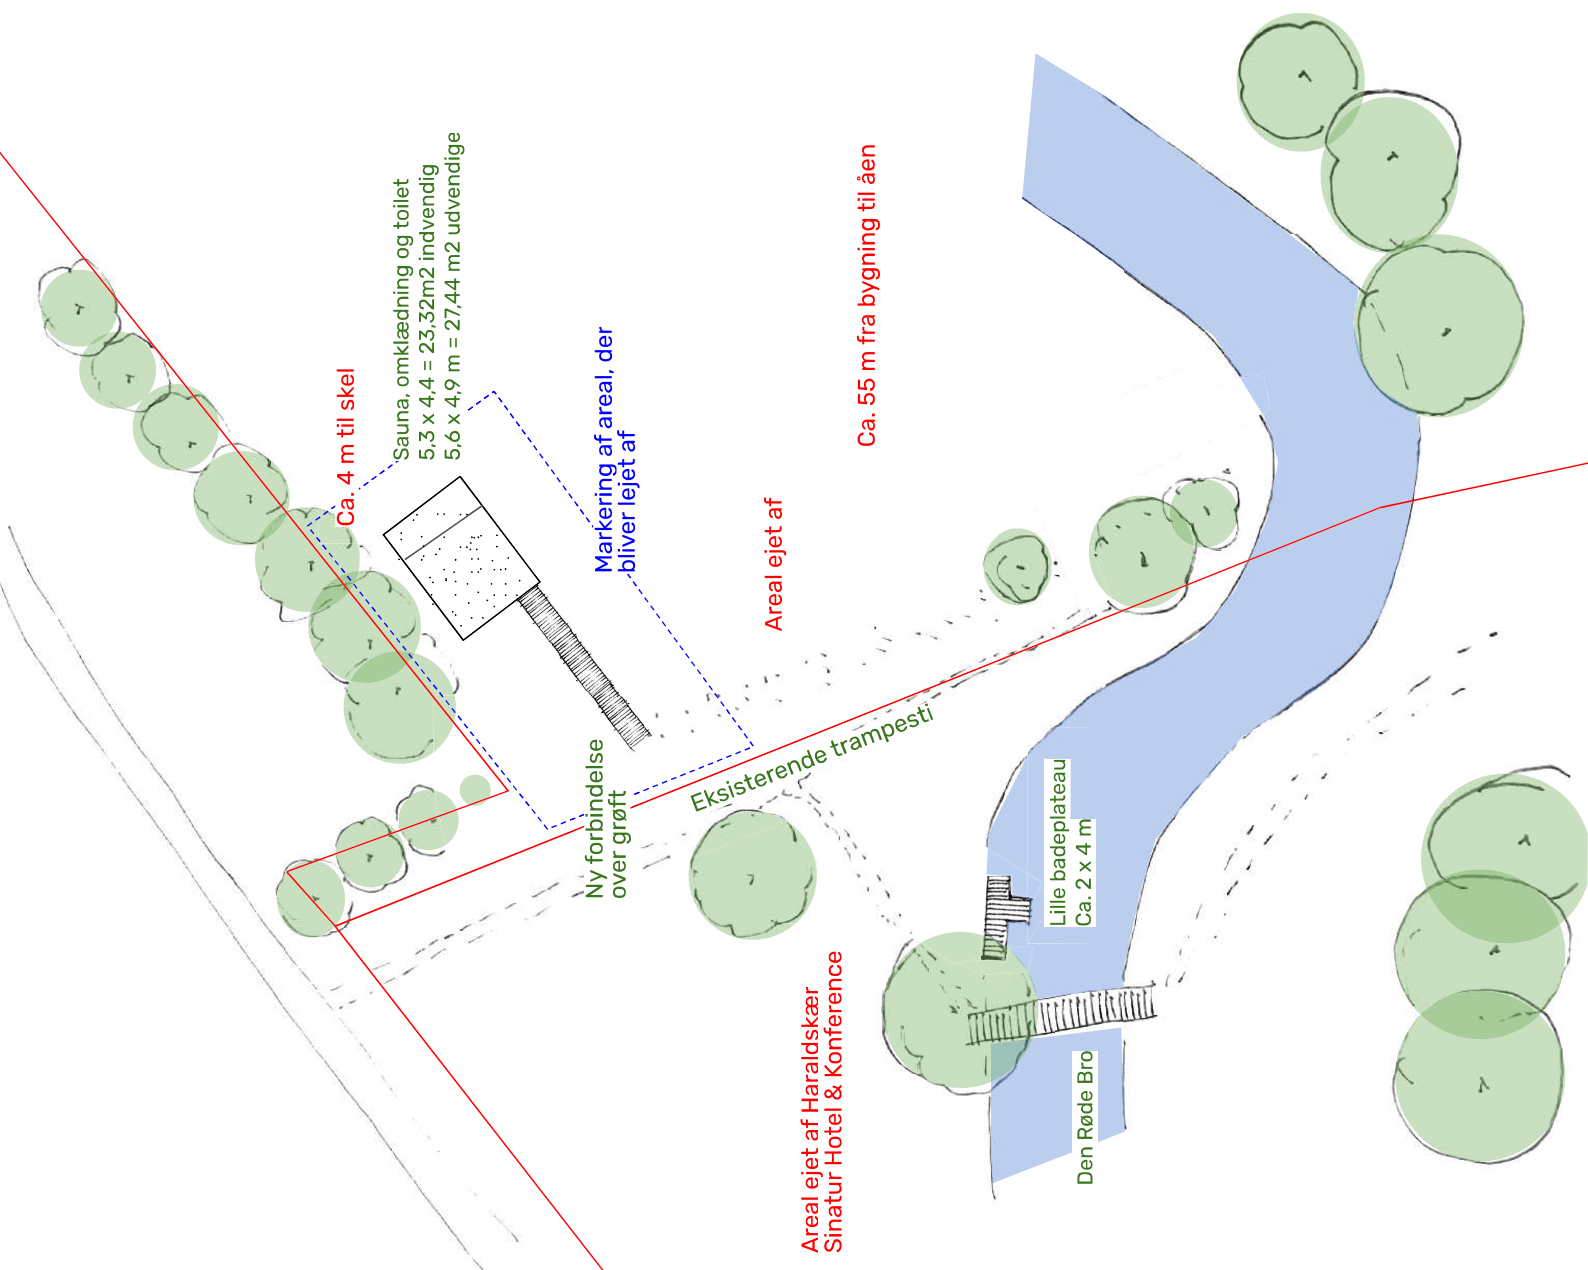 Sauna, omklædning og toilet
5,3 x 4,4 = 23,32m2 indvendig
5,6 x 4,9 m = 27,44 m2 udvendige
Ca. 4 m til skel
Markering af areal, der
bliver lejet af
Ca. 55 m fra bygning til åen
Areal ejet af
Ny forbindelse
over grøft
Eksisterende trampesti
Lille badeplateau
Ca. 2 x 4 m
Areal ejet af Haraldskær
Sinatur Hotel & Konference
Den Røde Bro